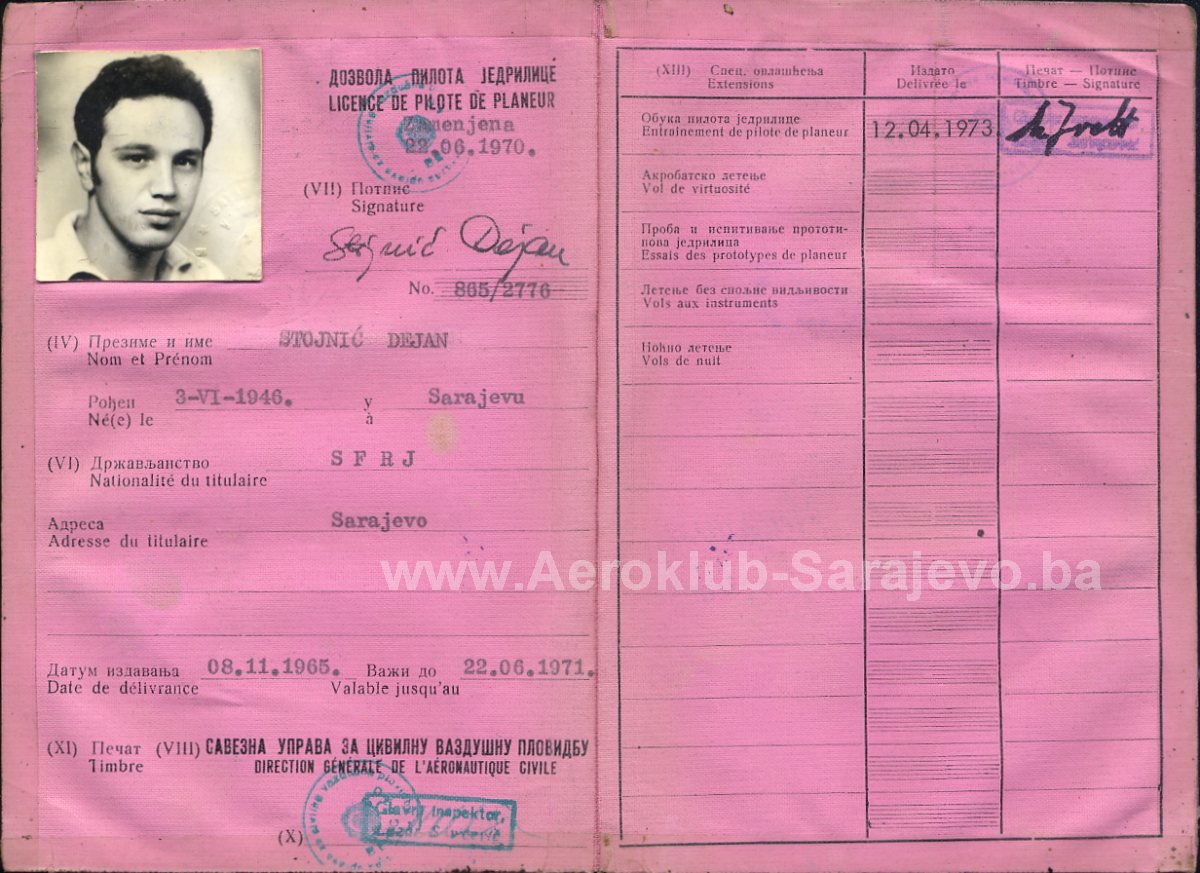 ДОЗВОЛА ПИЛОТА ЈЕДРИЛИЦЕ
LICENCE DE PILOTE DE PLANEUR
Zamenjena
22.06.1970.
(VII) Потпис
Signature
Stojnić Dejan
No. 865/2776
(IV) Презиме и име STOJNIĆ DEJAN
Nom et Prénom
Рођен 3-VI-1946. у Sarajevu
Né(e) le à
(VI) Држављанство S F R J
Nationalité du titulaire
Адреса Sarajevo
Adresse du titulaire
Датум издавања 08.11.1965. Важи до 22.06.1971.
Date de délivrance Valable jusqu'au
(XI) Печат (VIII) САВЕЗНА УПРАВА ЗА ЦИВИЛНУ ВАЗДУШНУ ПЛОВИДБУ
Timbre DIRECTION GÉNÉRALE DE L'AÉRONAUTIQUE CIVILE
Glavni inspektor,
(X)
(XIII) Спец. овлашћења Издато Печат — Потпис
Extensions Delivrée le Timbre — Signature
Обука пилота једрилице
Entrainement de pilote de planeur 12.04.1973.
Акробатско летење
Vol de virtuosité
Проба и испитивање прототи-
пова једрилица
Essais des prototypes de planeur
Летење без спољне видљивости
Vols aux instruments
Ноћно летење
Vols de nuit
www.Aeroklub-Sarajevo.ba